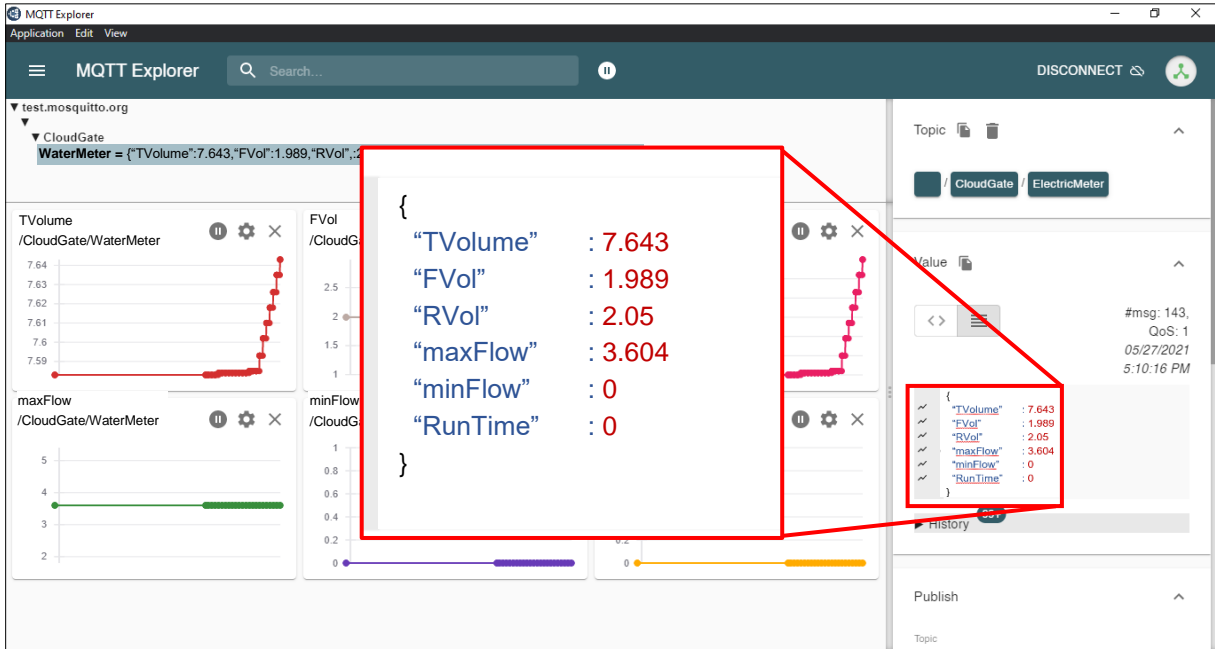 MQTT Explorer
Application Edit View
MQTT Explorer
Search...
DISCONNECT
test.mosquitto.org
CloudGate
WaterMeter = {"TVolume":7.643,"FVol":1.989,"RVol",:2
TVolume
/CloudGate/WaterMeter
7.64
7.63
7.62
7.61
7.6
7.59
FVol
/CloudG
2.5
2
1.5
1
maxFlow
/CloudGate/WaterMeter
5
4
3
2
minFlow
/CloudG
1
0.8
0.6
0.4
0.2
0
0.2
0
{
“TVolume” : 7.643
“FVol” : 1.989
“RVol” : 2.05
“maxFlow” : 3.604
“minFlow” : 0
“RunTime” : 0
}
Topic
/ CloudGate / ElectricMeter
Value
#msg: 143,
QoS: 1
05/27/2021
5:10:16 PM
{
"TVolume" : 7.643
"FVol" : 1.989
"RVol" : 2.05
"maxFlow" : 3.604
"minFlow" : 0
"RunTime" : 0
}
History
Publish
Topic